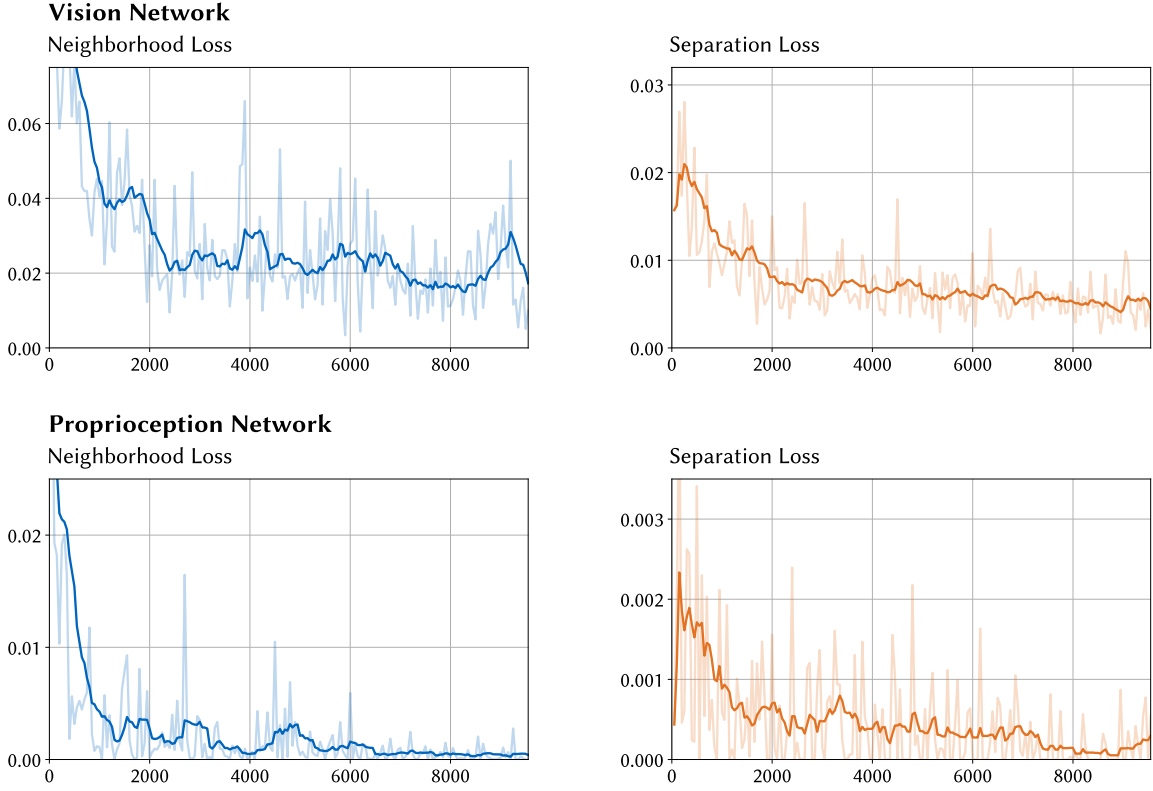 Vision Network
Neighborhood Loss
0.06
0.04
0.02
0.00
0 2000 4000 6000 8000
Separation Loss
0.03
0.02
0.01
0.00
0 2000 4000 6000 8000
Proprioception Network
Neighborhood Loss
0.02
0.01
0.00
0 2000 4000 6000 8000
Separation Loss
0.003
0.002
0.001
0.000
0 2000 4000 6000 8000